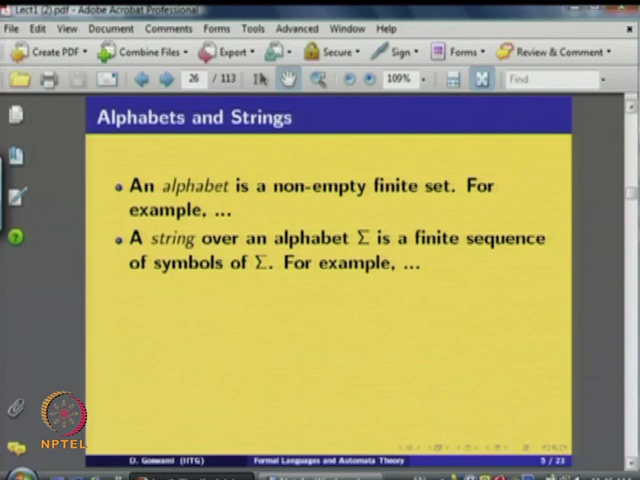 Lect1 (2).pdf - Adobe Acrobat Professional
File Edit View Document Comments Forms Tools Advanced Window Help
Create PDF Combine Files Export Secure Sign Forms Review & Comment
26 / 113 109% Find
Alphabets and Strings
An alphabet is a non-empty finite set. For
example, ...
A string over an alphabet Σ is a finite sequence
of symbols of Σ. For example, ...
NPTEL
D. Goswami (IITG) Formal Languages and Automata Theory 5 / 23